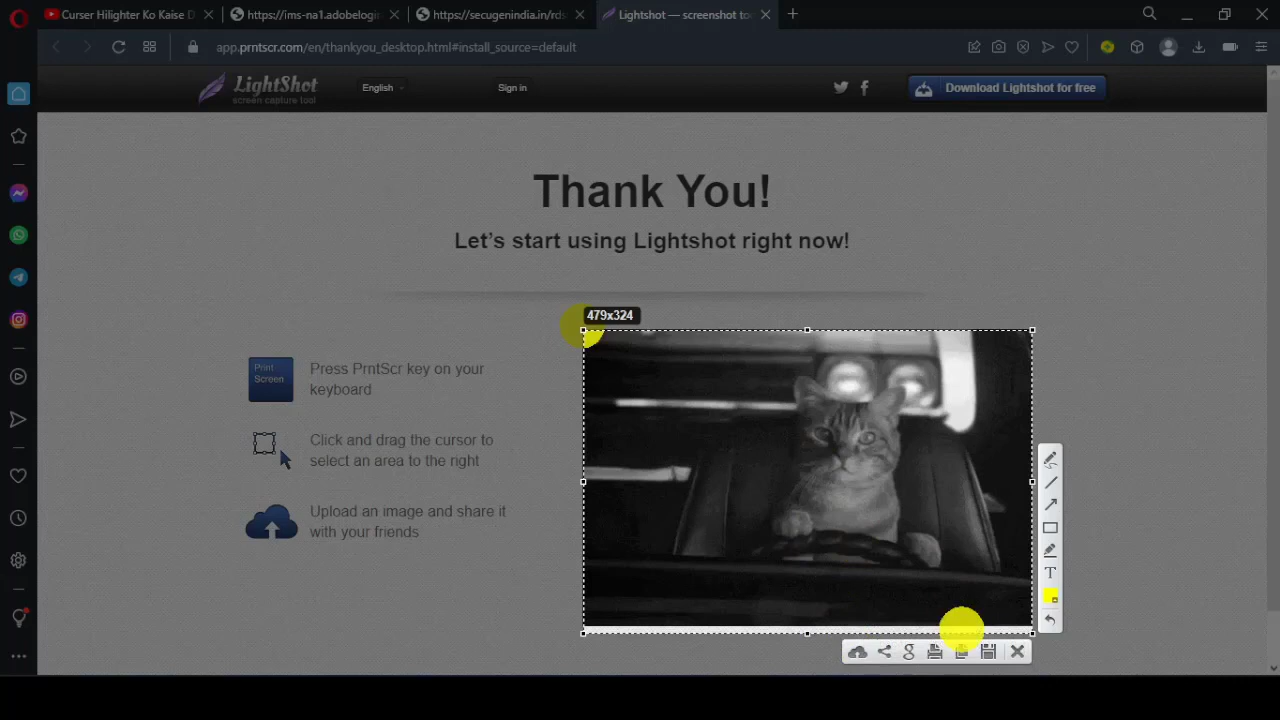 Curser Hilighter Ko Kaise D
https://ims-na1.adobelogin
https://secugenindia.in/rds
Lightshot — screenshot too
app.prntscr.com/en/thankyou_desktop.html#install_source=default
LightShot
screen capture tool
English
Sign in
Download Lightshot for free
Thank You!
Let's start using Lightshot right now!
479x324
Print
Screen
Press PrntScr key on your
keyboard
Click and drag the cursor to
select an area to the right
Upload an image and share it
with your friends